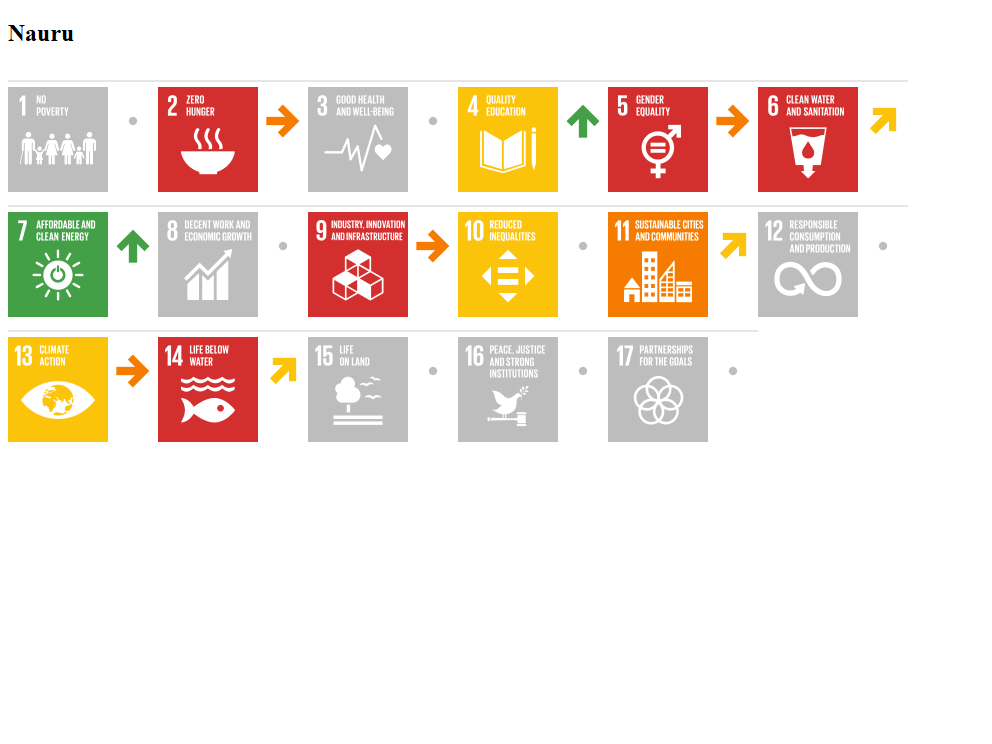 Nauru
1 NO
POVERTY
2 ZERO
HUNGER
3 GOOD HEALTH
AND WELL-BEING
4 QUALITY
EDUCATION
5 GENDER
EQUALITY
6 CLEAN WATER
AND SANITATION
7 AFFORDABLE AND
CLEAN ENERGY
8 DECENT WORK AND
ECONOMIC GROWTH
9 INDUSTRY, INNOVATION
AND INFRASTRUCTURE
10 REDUCED
INEQUALITIES
11 SUSTAINABLE CITIES
AND COMMUNITIES
12 RESPONSIBLE
CONSUMPTION
AND PRODUCTION
13 CLIMATE
ACTION
14 LIFE BELOW
WATER
15 LIFE
ON LAND
16 PEACE, JUSTICE
AND STRONG
INSTITUTIONS
17 PARTNERSHIPS
FOR THE GOALS